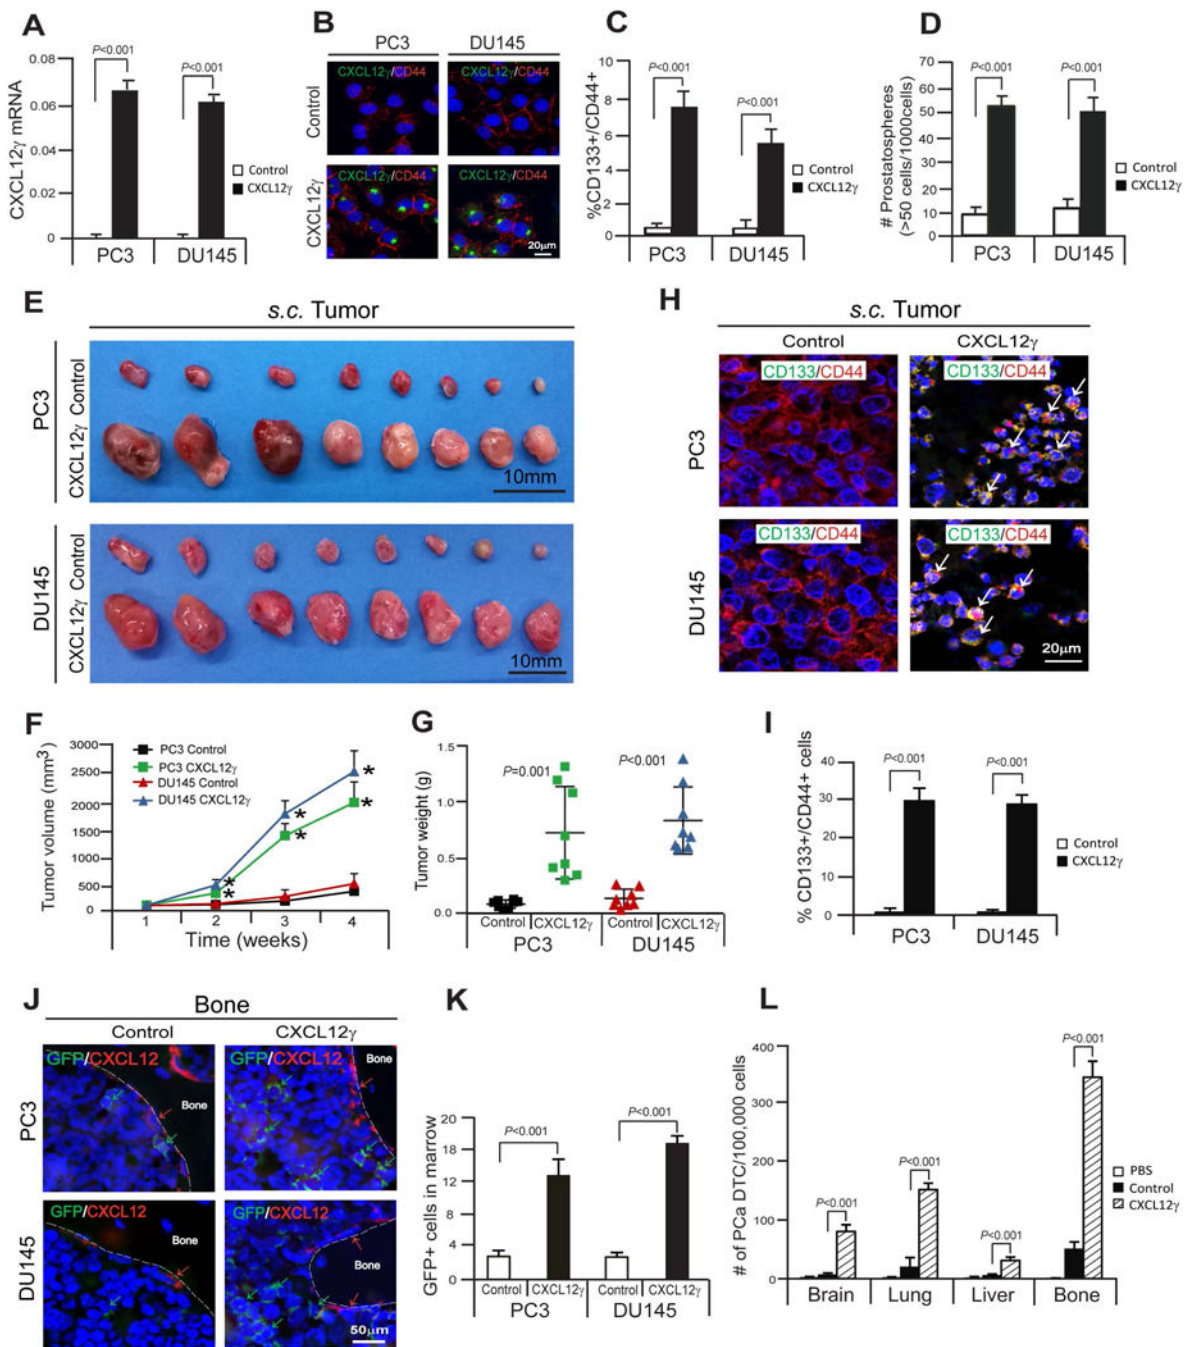 A
CXCL12γ mRNA
0.08
0.06
0.04
0.02
0
P<0.001
P<0.001
Control
CXCL12γ
PC3
DU145
B
PC3
DU145
Control
CXCL12γ
CXCL12γ/CD44
CXCL12γ/CD44
CXCL12γ/CD44
CXCL12γ/CD44
20μm
C
%CD133+/CD44+
10
8
6
4
2
0
P<0.001
P<0.001
Control
CXCL12γ
PC3
DU145
D
# Prostatospheres
(>50 cells/1000cells)
70
60
50
40
30
20
10
0
P<0.001
P<0.001
Control
CXCL12γ
PC3
DU145
E
s.c. Tumor
PC3
Control
CXCL12γ
10mm
DU145
Control
CXCL12γ
10mm
H
s.c. Tumor
Control
CXCL12γ
PC3
CD133/CD44
CD133/CD44
DU145
CD133/CD44
CD133/CD44
20μm
F
Tumor volume (mm3)
3000
2500
2000
1500
1000
500
0
PC3 Control
PC3 CXCL12γ
DU145 Control
DU145 CXCL12γ
* *
* *
* *
1 2 3 4
Time (weeks)
G
Tumor weight (g)
1.5
1.0
0.5
0.0
P=0.001
P<0.001
Control CXCL12γ Control CXCL12γ
PC3 DU145
I
% CD133+/CD44+ cells
40
30
20
10
0
P<0.001
P<0.001
Control
CXCL12γ
PC3
DU145
J
Bone
Control
CXCL12γ
PC3
GFP/CXCL12
Bone
GFP/CXCL12
Bone
DU145
GFP/CXCL12
Bone
GFP/CXCL12
Bone
50μm
K
GFP+ cells in marrow
20
18
12
8
4
0
P<0.001
P<0.001
Control CXCL12γ Control CXCL12γ
PC3 DU145
L
# of PCa DTC/100,000 cells
400
300
200
100
0
P<0.001
P<0.001
P<0.001
P<0.001
PBS
Control
CXCL12γ
Brain Lung Liver Bone